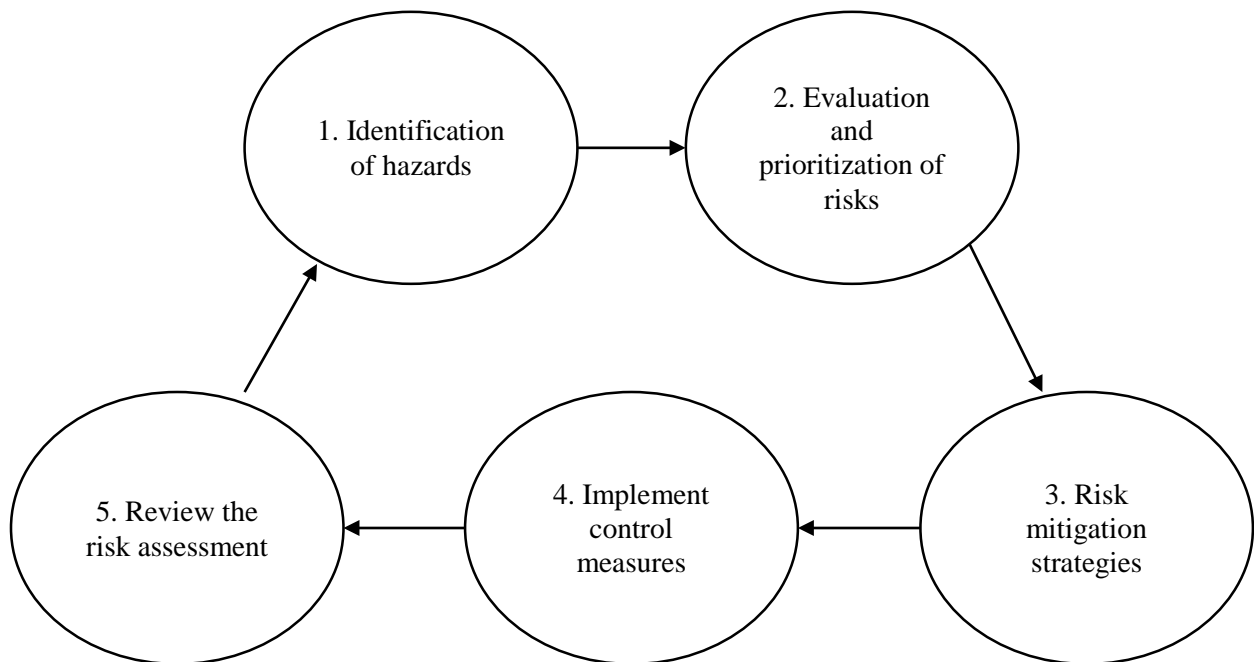 1. Identification
of hazards
2. Evaluation
and
prioritization of
risks
3. Risk
mitigation
strategies
4. Implement
control
measures
5. Review the
risk assessment